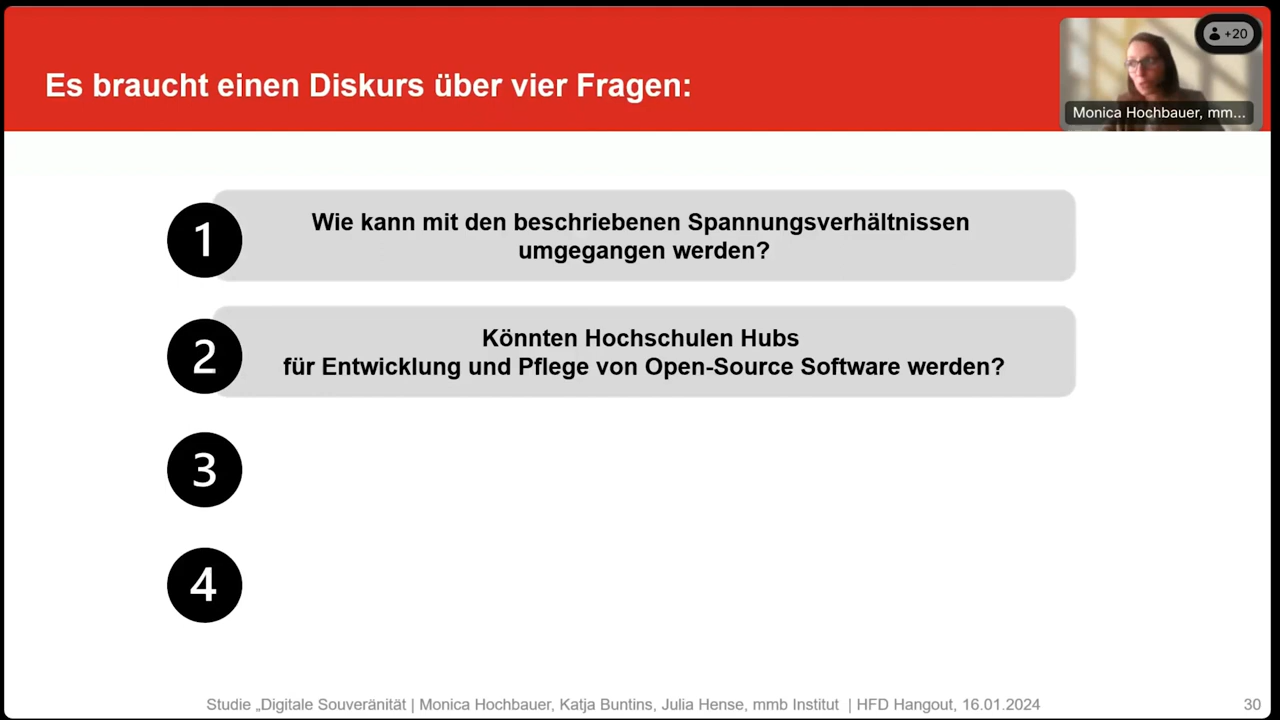 Es braucht einen Diskurs über vier Fragen:
+20
Monica Hochbauer, mm...
1
Wie kann mit den beschriebenen Spannungsverhältnissen
umgegangen werden?
2
Könnten Hochschulen Hubs
für Entwicklung und Pflege von Open-Source Software werden?
3
4
Studie „Digitale Souveränität | Monica Hochbauer, Katja Buntins, Julia Hense, mmb Institut | HFD Hangout, 16.01.2024
30